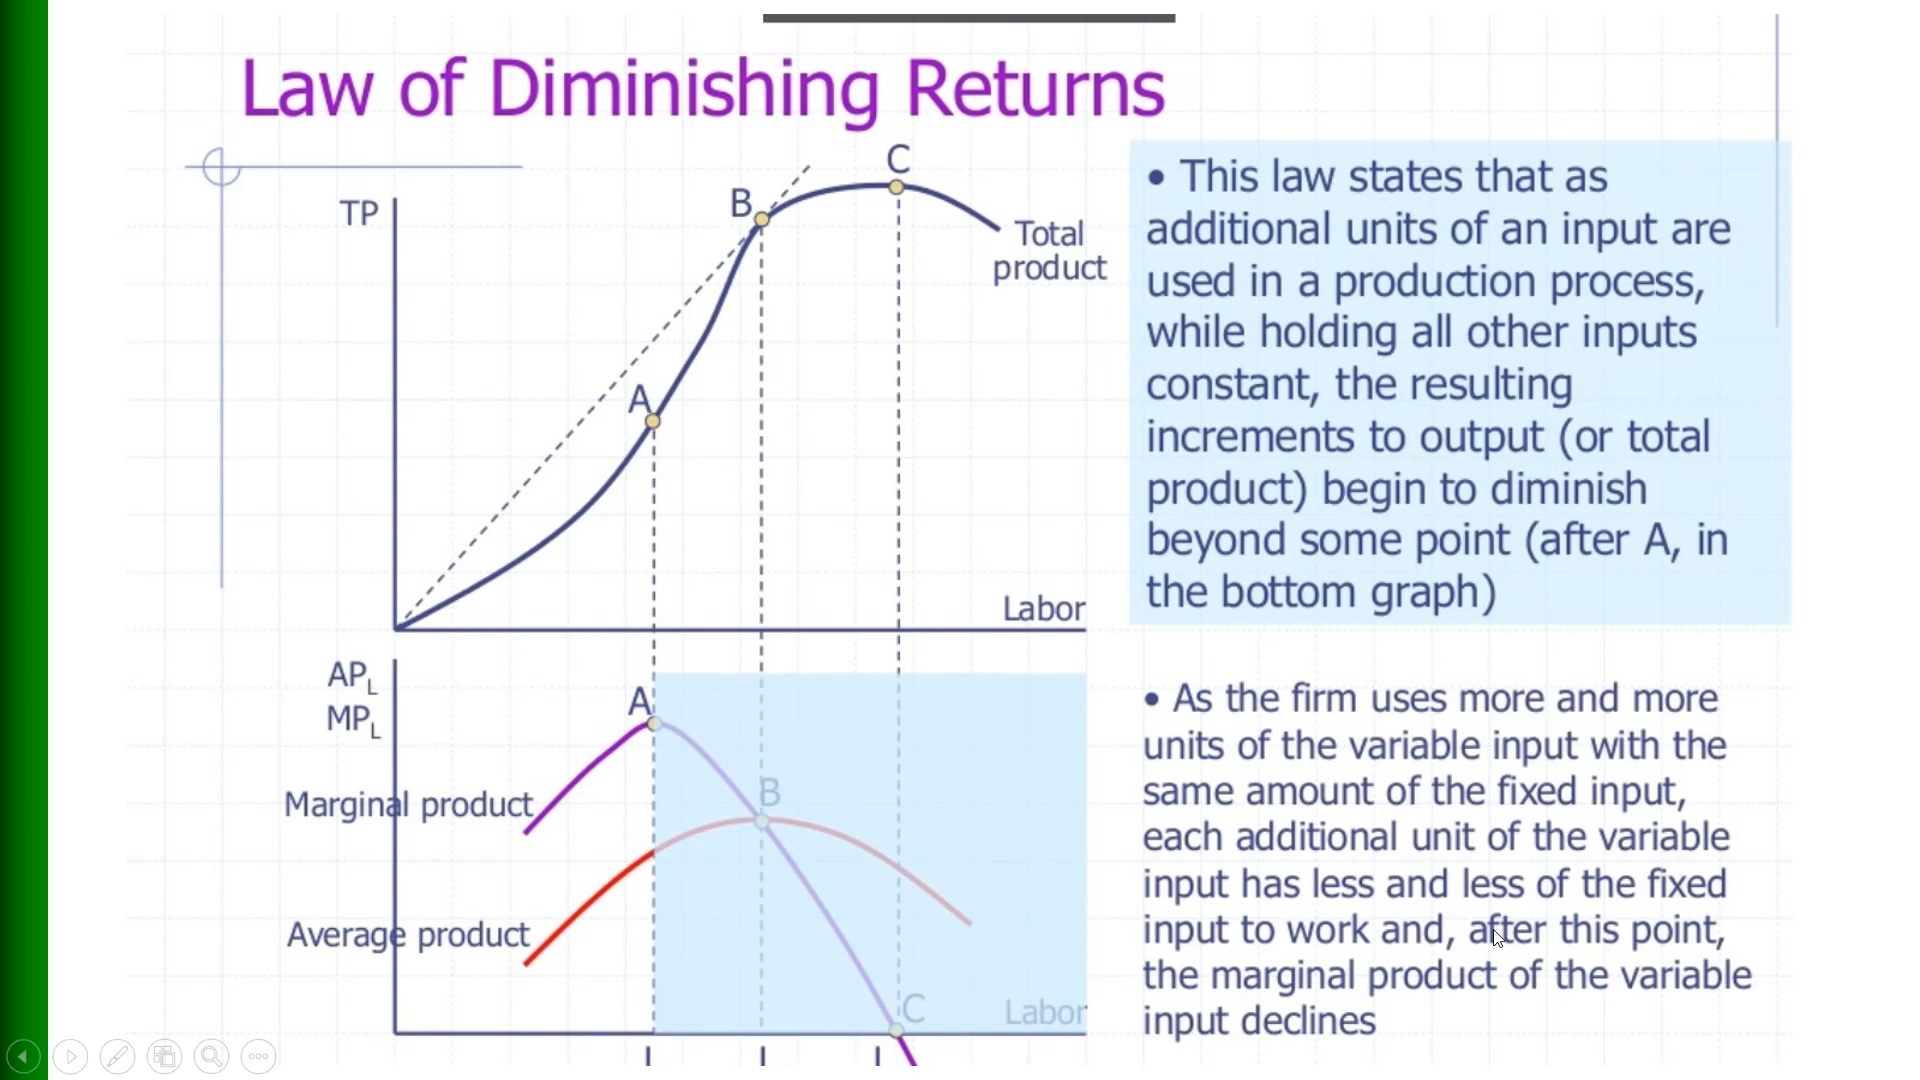 Law of Diminishing Returns
TP
A
B
C
Total
product
Labor
• This law states that as
additional units of an input are
used in a production process,
while holding all other inputs
constant, the resulting
increments to output (or total
product) begin to diminish
beyond some point (after A, in
the bottom graph)
APL
MPL
A
B
C
Marginal product
Average product
Labor
• As the firm uses more and more
units of the variable input with the
same amount of the fixed input,
each additional unit of the variable
input has less and less of the fixed
input to work and, after this point,
the marginal product of the variable
input declines